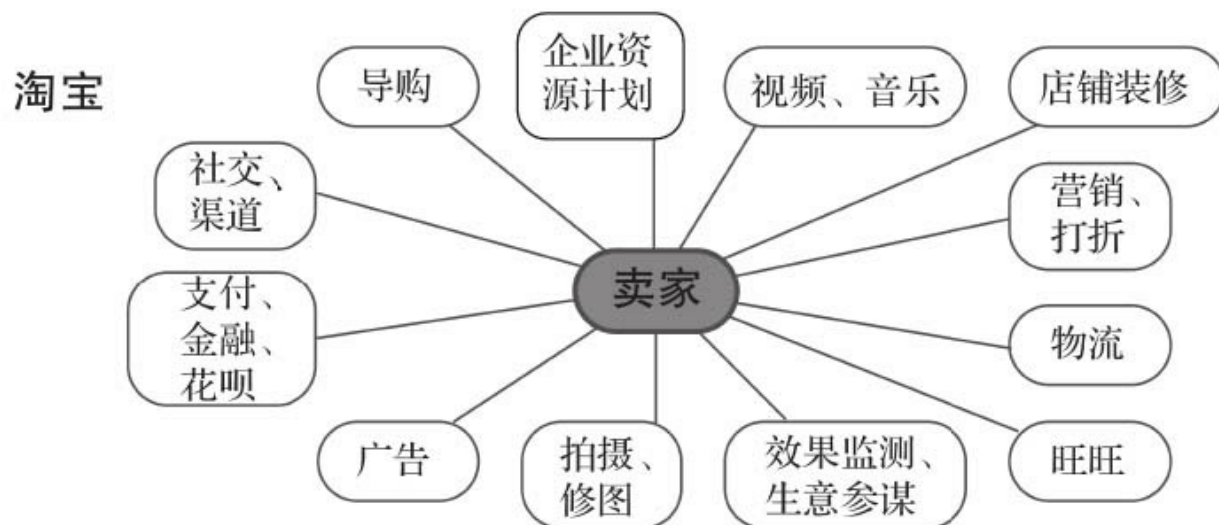 淘宝
导购
企业资
源计划
视频、音乐
店铺装修
社交、
渠道
营销、
打折
卖家
支付、
金融、
花呗
物流
广告
拍摄、
修图
效果监测、
生意参谋
旺旺